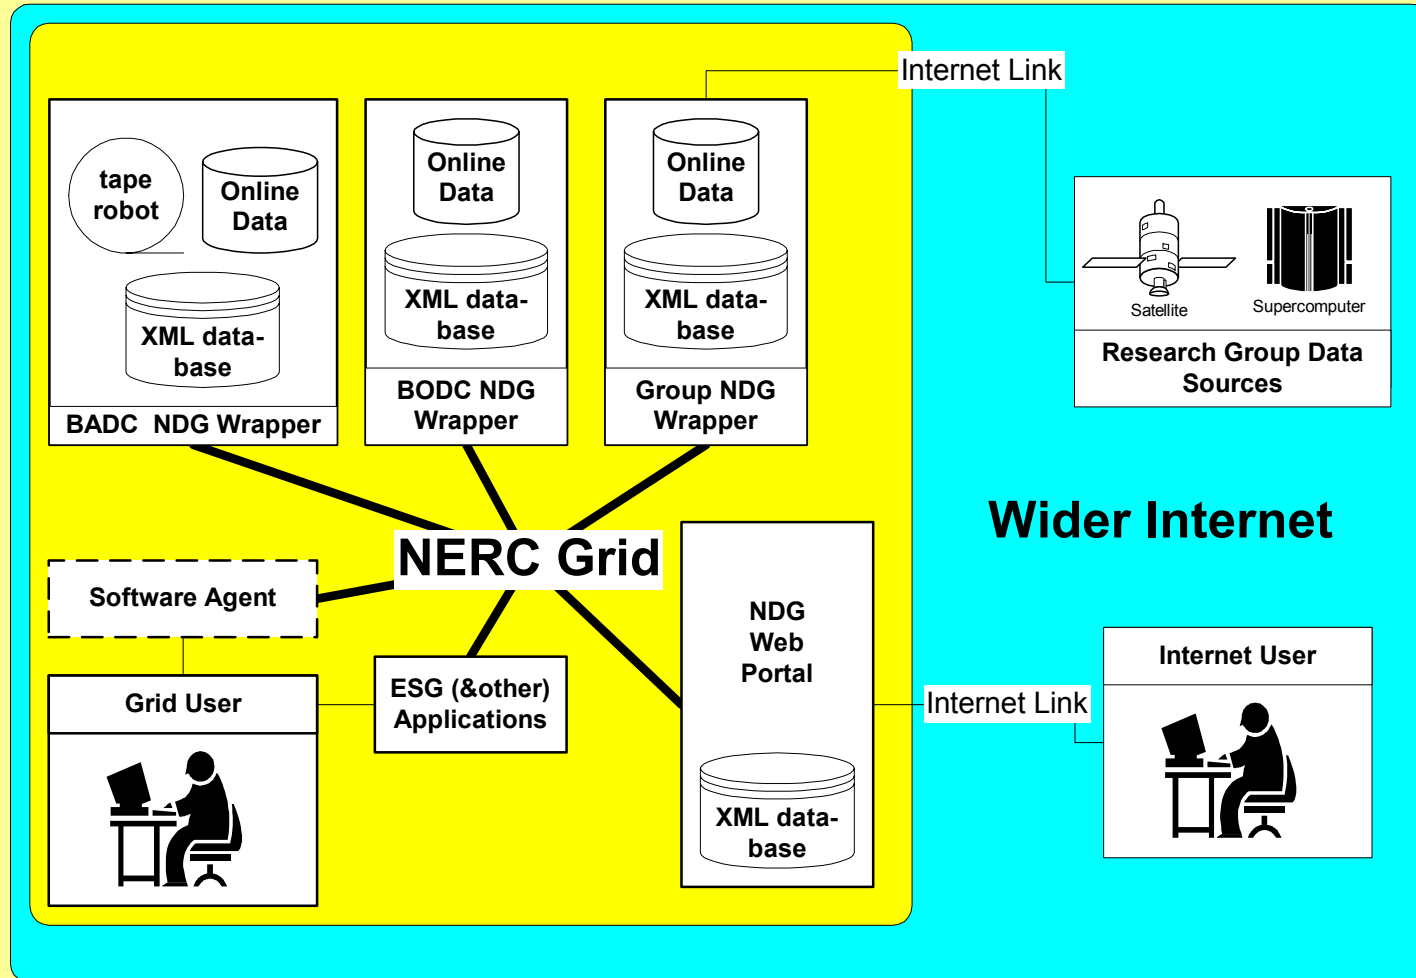 Internet Link
tape
robot
Online
Data
XML data-
base
BADC NDG Wrapper
Online
Data
XML data-
base
BODC NDG
Wrapper
Online
Data
XML data-
base
Group NDG
Wrapper
Satellite
Supercomputer
Research Group Data
Sources
Wider Internet
NERC Grid
Software Agent
Grid User
ESG (&other)
Applications
NDG
Web
Portal
XML data-
base
Internet Link
Internet User